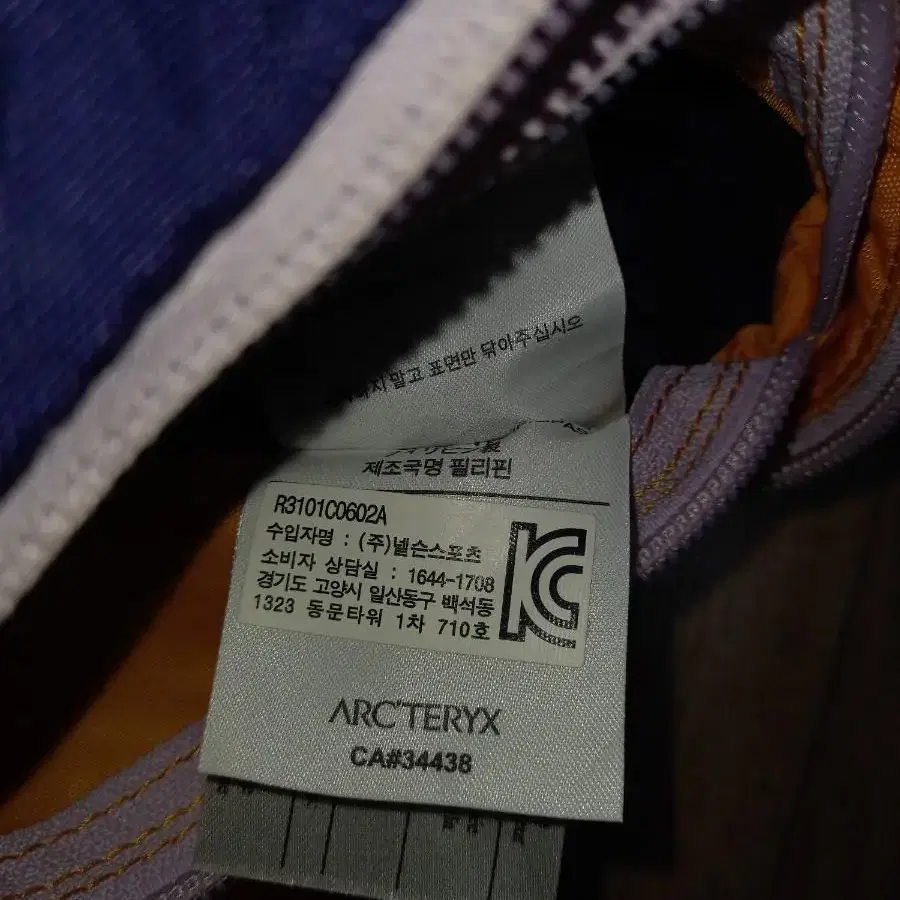 말고 표면만 닦아주십시오
제조국명 필리핀
R3101C0602A
수입자명 : (주)넬슨스포츠
소비자 상담실 : 1644-1708
경기도 고양시 일산동구 백석동
1323 동문타워 1차 710호
ARC'TERYX
CA#34438